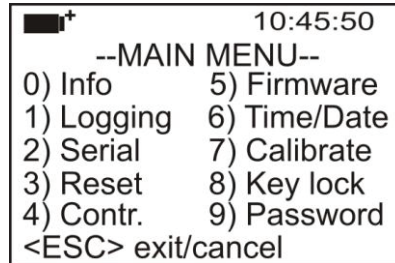 10:45:50
--MAIN MENU--
0) Info 5) Firmware
1) Logging 6) Time/Date
2) Serial 7) Calibrate
3) Reset 8) Key lock
4) Contr. 9) Password
<ESC> exit/cancel